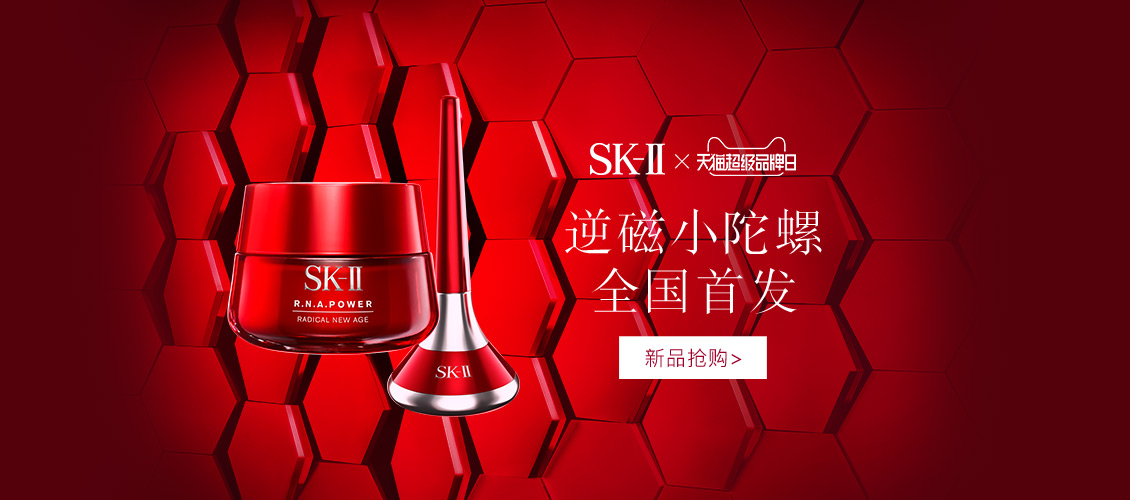 SK-II
R.N.A.POWER
RADICAL NEW AGE
SK-II
SK-II × 天猫超级品牌日
逆磁小陀螺
全国首发
新品抢购>